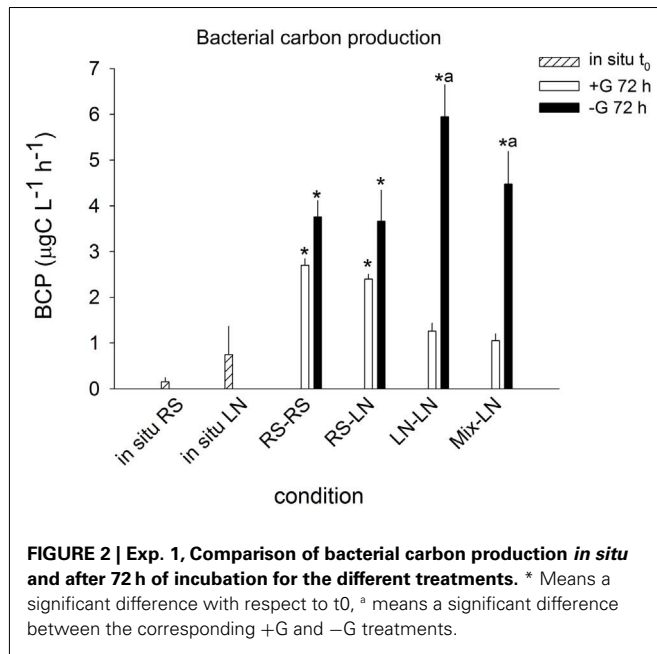 Bacterial carbon production
in situ t0
+G 72 h
-G 72 h
BCP (µgC L-1 h-1)
7
6
5
4
3
2
1
0
*a
*a
*
*
*
*
in situ RS
in situ LN
RS-RS
RS-LN
LN-LN
Mix-LN
condition
FIGURE 2 | Exp. 1, Comparison of bacterial carbon production in situ
and after 72 h of incubation for the different treatments. * Means a
significant difference with respect to t0, a means a significant difference
between the corresponding +G and −G treatments.